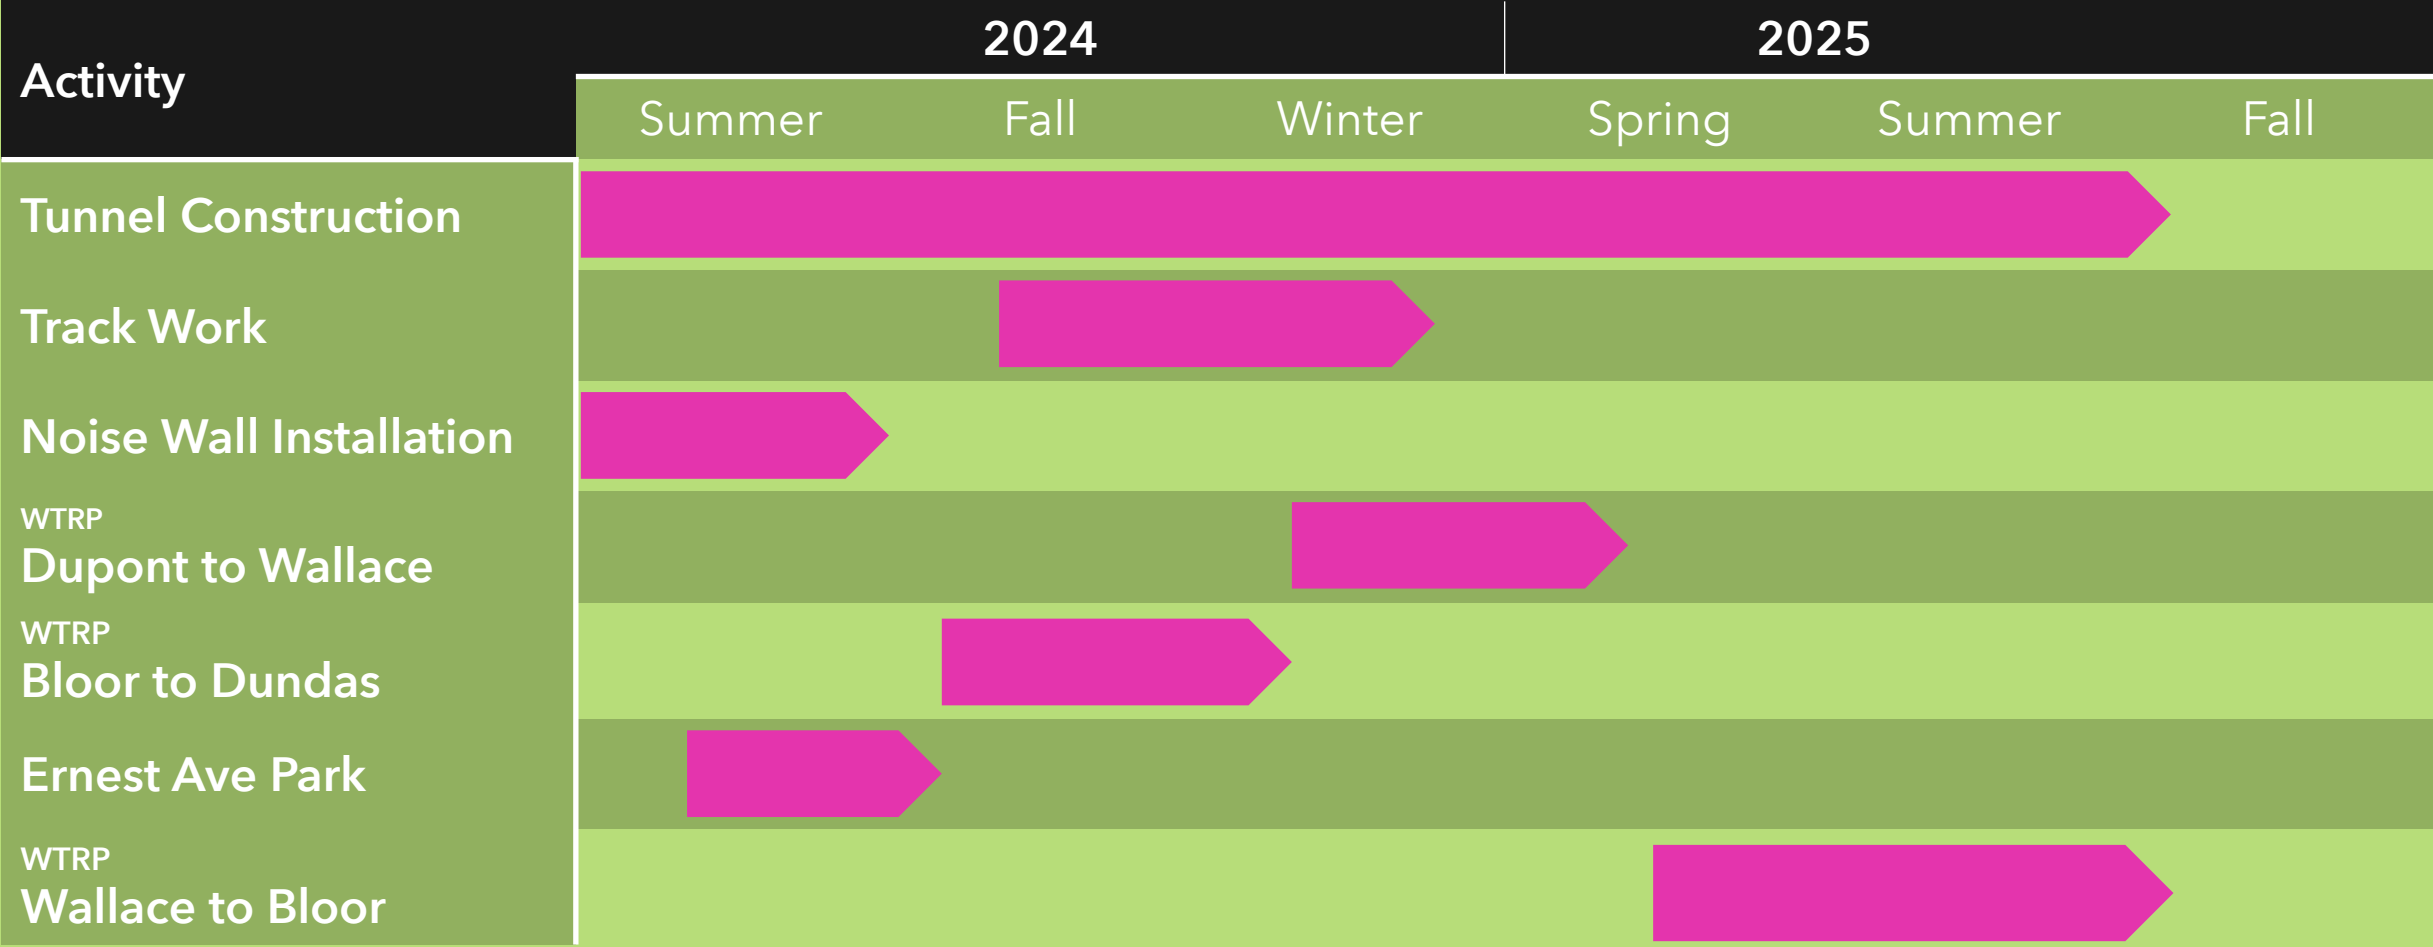 Activity
2024 2025
Summer Fall Winter Spring Summer Fall
Tunnel Construction
Track Work
Noise Wall Installation
WTRP
Dupont to Wallace
WTRP
Bloor to Dundas
Ernest Ave Park
WTRP
Wallace to Bloor